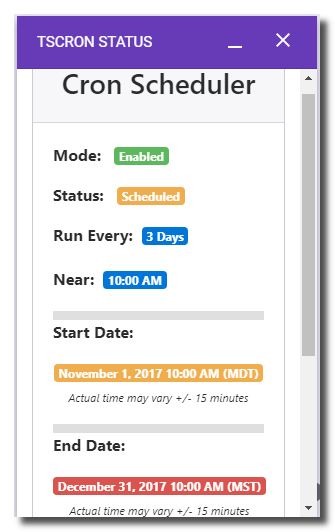 TSCRON STATUS
Cron Scheduler
Mode: Enabled
Status: Scheduled
Run Every: 3 Days
Near: 10:00 AM
Start Date:
November 1, 2017 10:00 AM (MDT)
Actual time may vary +/- 15 minutes
End Date:
December 31, 2017 10:00 AM (MST)
Actual time may vary +/- 15 minutes